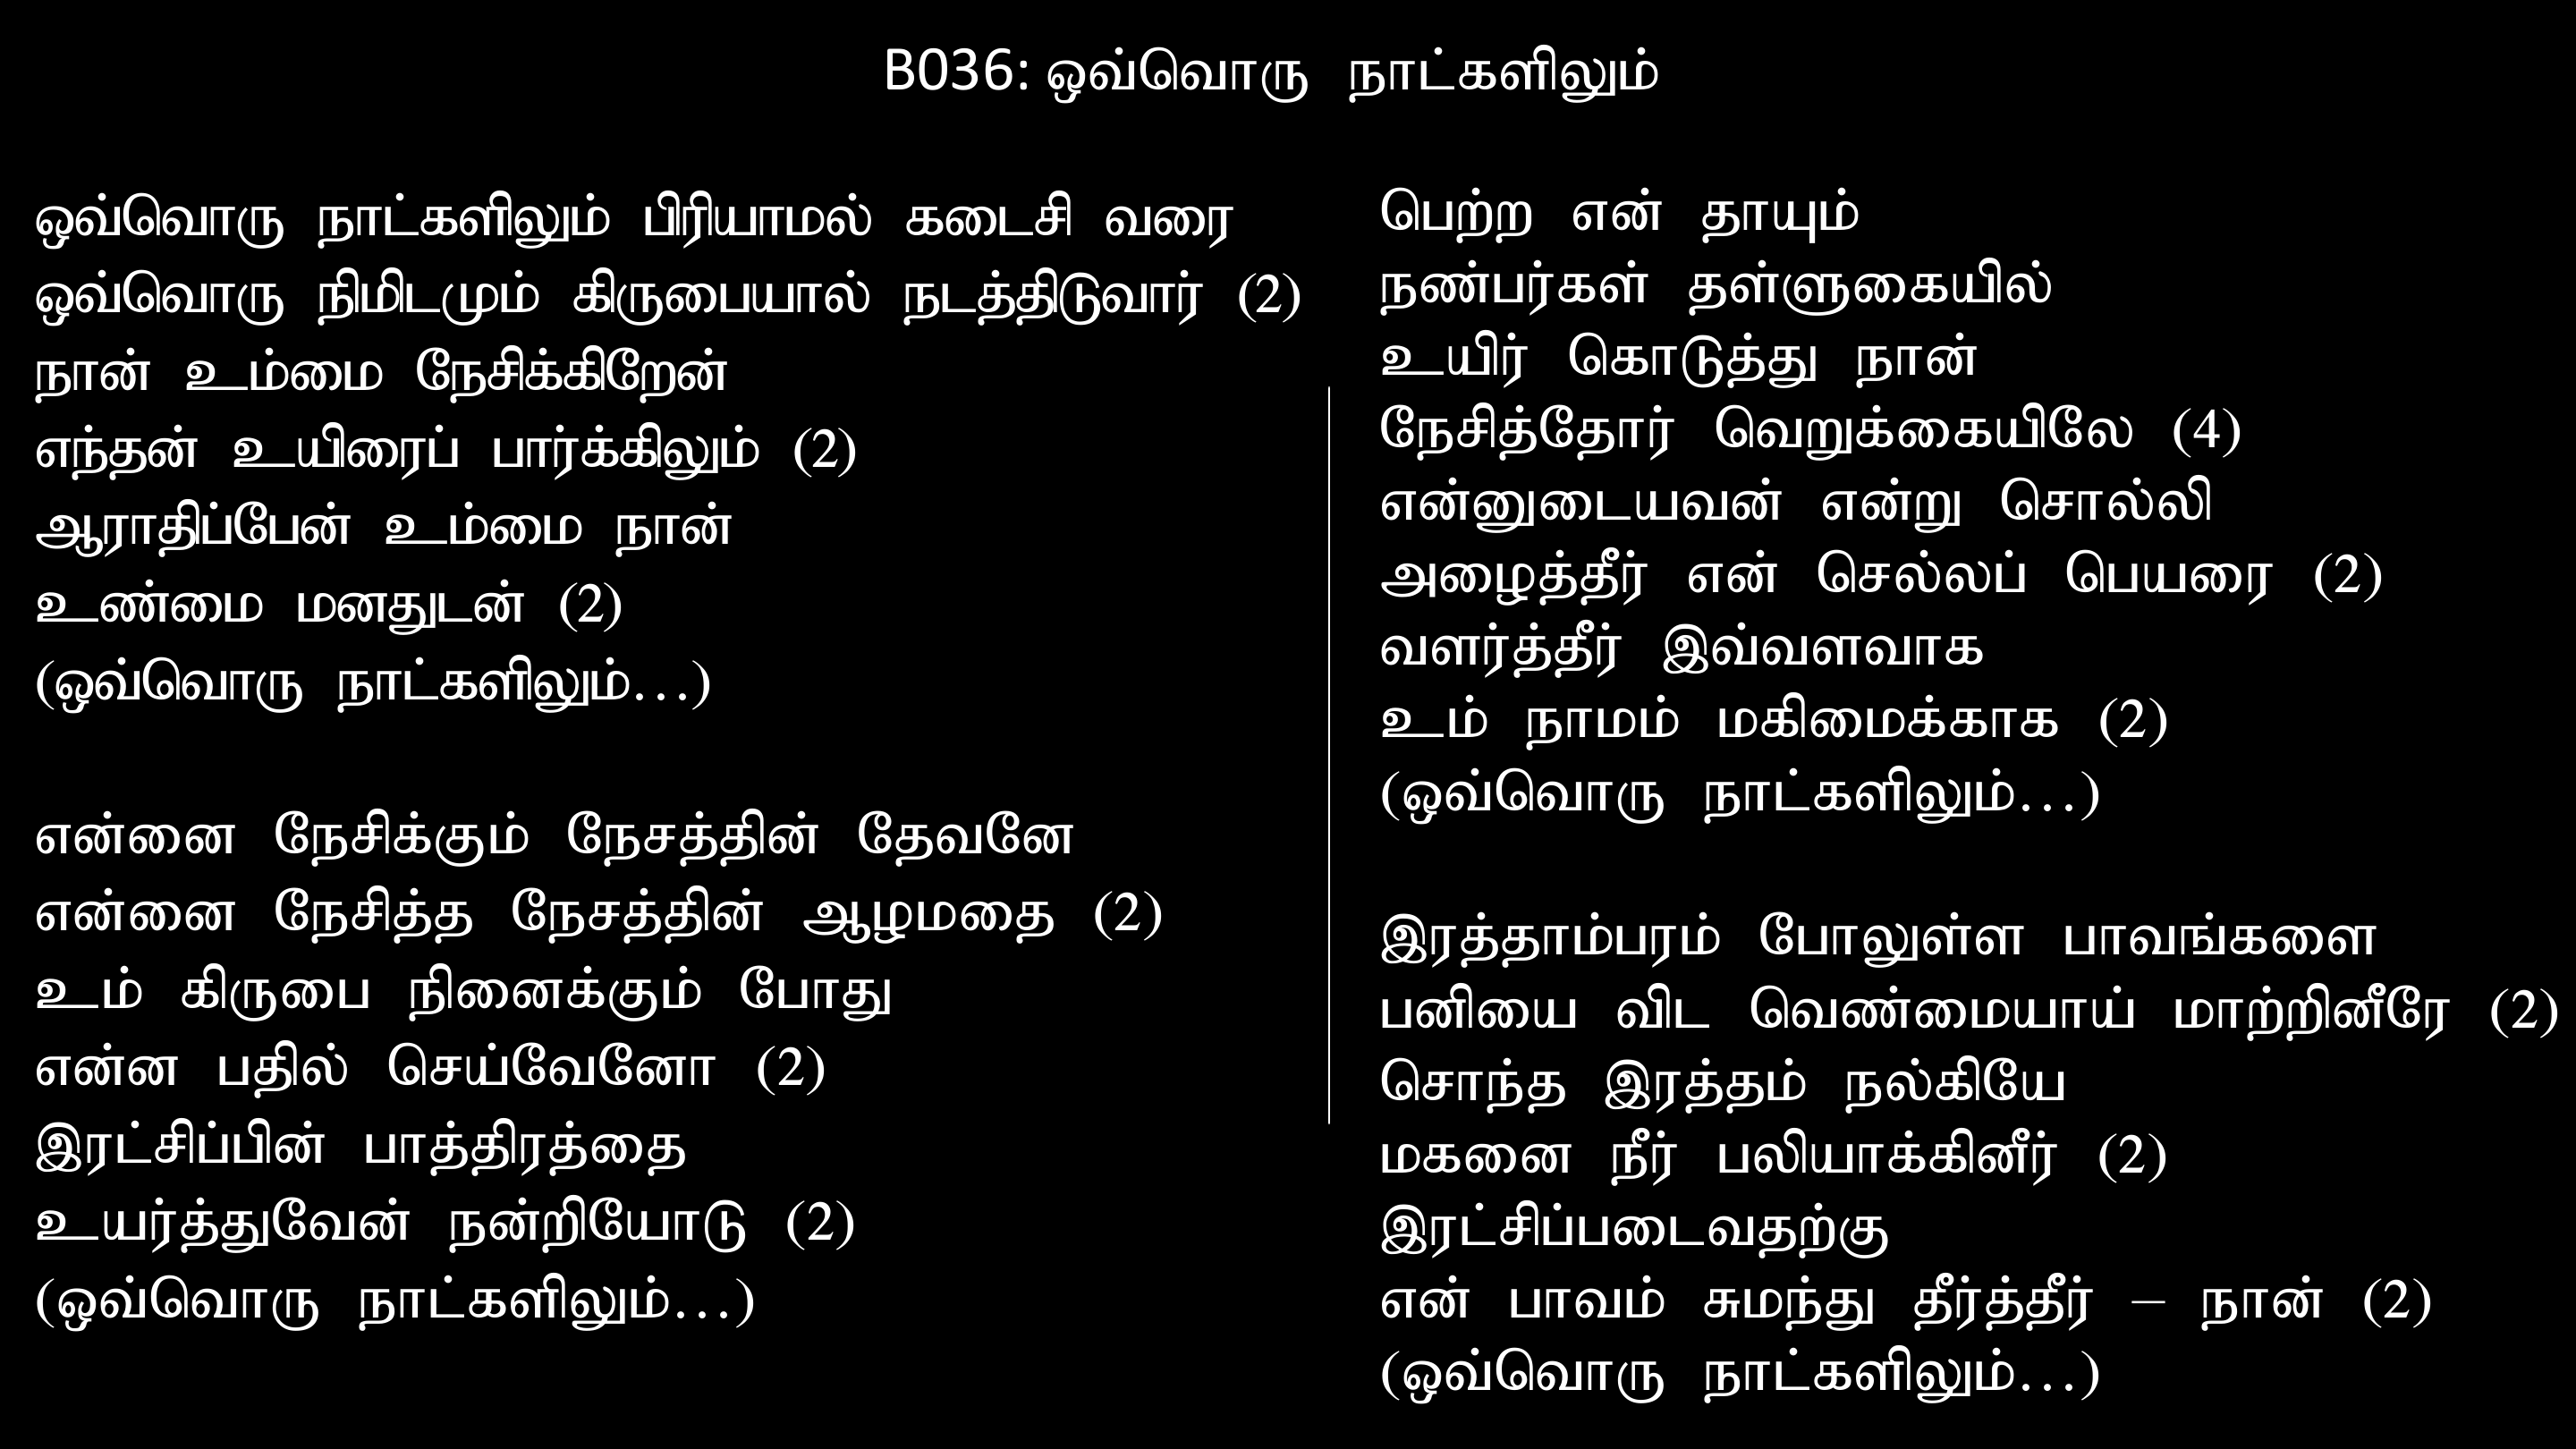 B036: ஒவ்வொரு நாட்களிலும்
ஒவ்வொரு நாட்களிலும் பிரியாமல் கடைசி வரை
ஒவ்வொரு நிமிடமும் கிருபையால் நடத்திடுவார் (2)
நான் உம்மை நேசிக்கிறேன்
எந்தன் உயிரைப் பார்க்கிலும் (2)
ஆராதிப்பேன் உம்மை நான்
உண்மை மனதுடன் (2)
(ஒவ்வொரு நாட்களிலும்...)
என்னை நேசிக்கும் நேசத்தின் தேவனே
என்னை நேசித்த நேசத்தின் ஆழமதை (2)
உம் கிருபை நினைக்கும் போது
என்ன பதில் செய்வேனோ (2)
இரட்சிப்பின் பாத்திரத்தை
உயர்த்துவேன் நன்றியோடு (2)
(ஒவ்வொரு நாட்களிலும்...)
பெற்ற என் தாயும்
நண்பர்கள் தள்ளுகையில்
உயிர் கொடுத்து நான்
நேசித்தோர் வெறுக்கையிலே (4)
என்னுடையவன் என்று சொல்லி
அழைத்தீர் என் செல்லப் பெயரை (2)
வளர்த்தீர் இவ்வளவாக
உம் நாமம் மகிமைக்காக (2)
(ஒவ்வொரு நாட்களிலும்...)
இரத்தாம்பரம் போலுள்ள பாவங்களை
பனியை விட வெண்மையாய் மாற்றினீரே (2)
சொந்த இரத்தம் நல்கியே
மகனை நீர் பலியாக்கினீர் (2)
இரட்சிப்படைவதற்கு
என் பாவம் சுமந்து தீர்த்தீர் – நான் (2)
(ஒவ்வொரு நாட்களிலும்...)